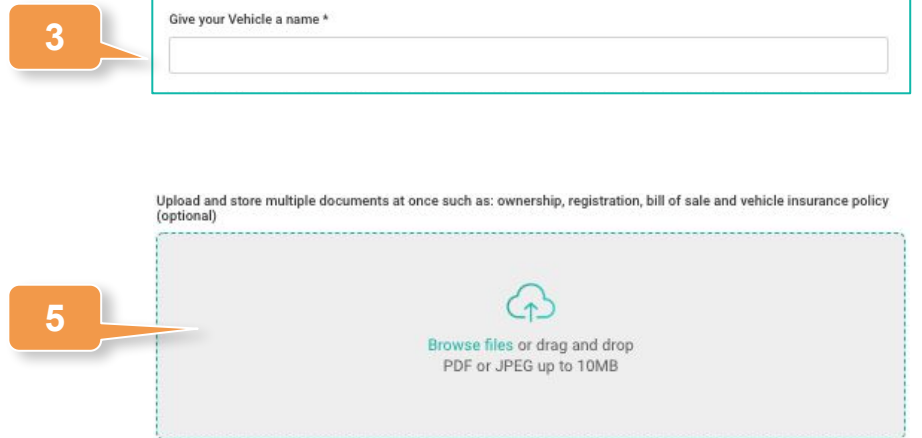 3
Give your Vehicle a name *
Upload and store multiple documents at once such as: ownership, registration, bill of sale and vehicle insurance policy
(optional)
5
Browse files or drag and drop
PDF or JPEG up to 10MB